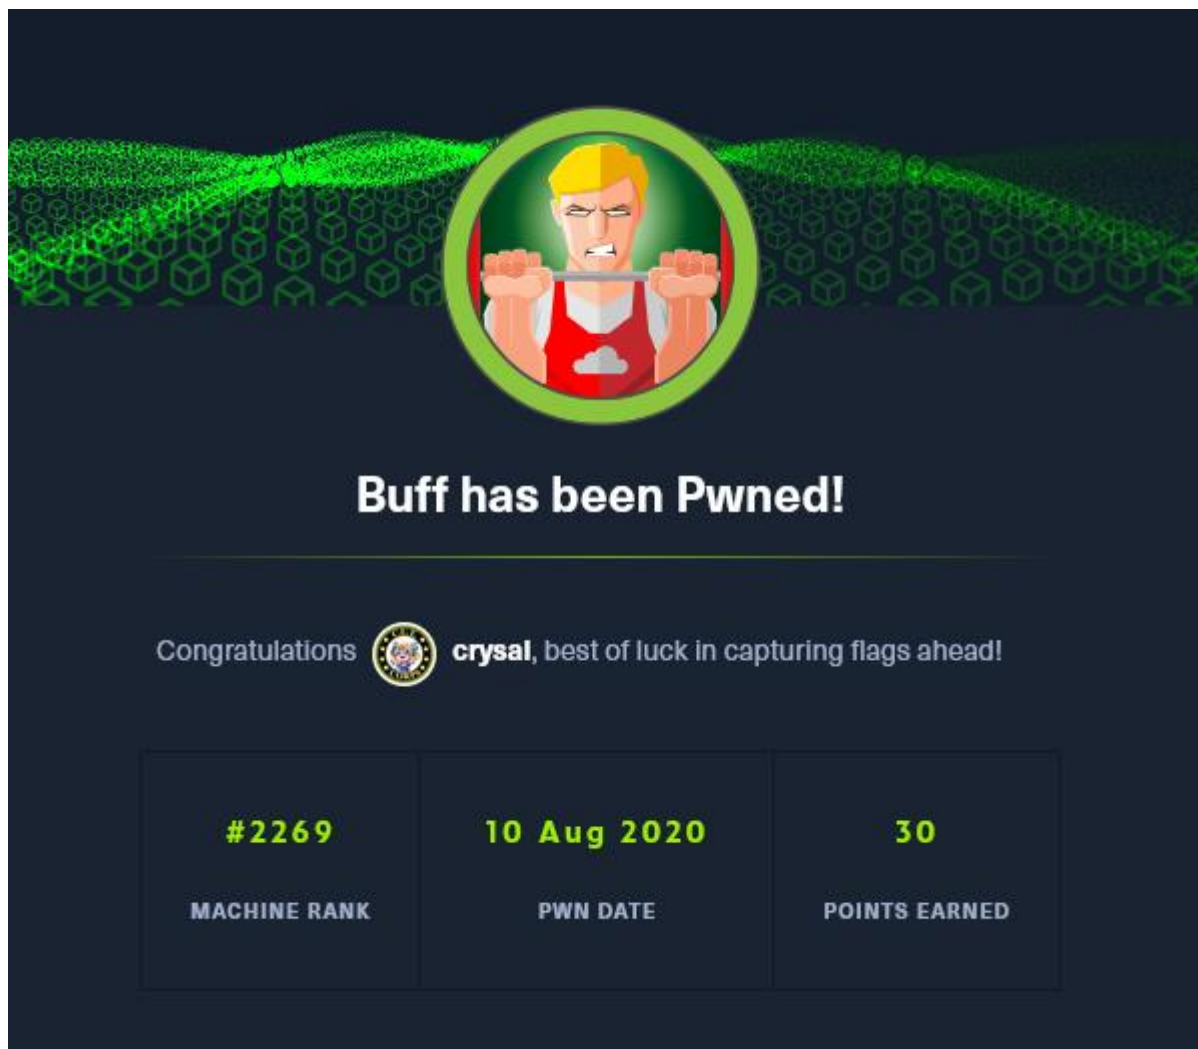 Buff has been Pwned!
Congratulations crysal, best of luck in capturing flags ahead!
#2269 10 Aug 2020 30
MACHINE RANK PWN DATE POINTS EARNED